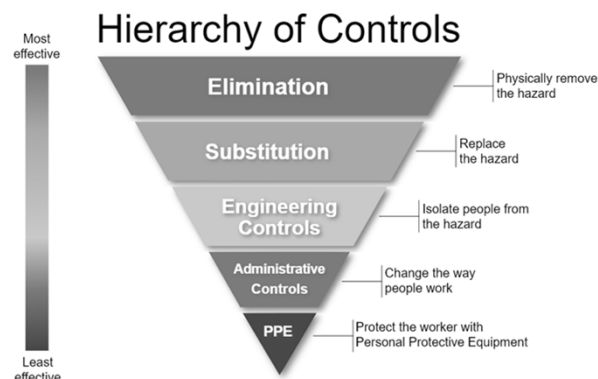 Hierarchy of Controls
Most
effective
Elimination
Physically remove
the hazard
Substitution
Replace
the hazard
Engineering
Controls
Isolate people from
the hazard
Administrative
Controls
Change the way
people work
PPE
Protect the worker with
Personal Protective Equipment
Least
effective